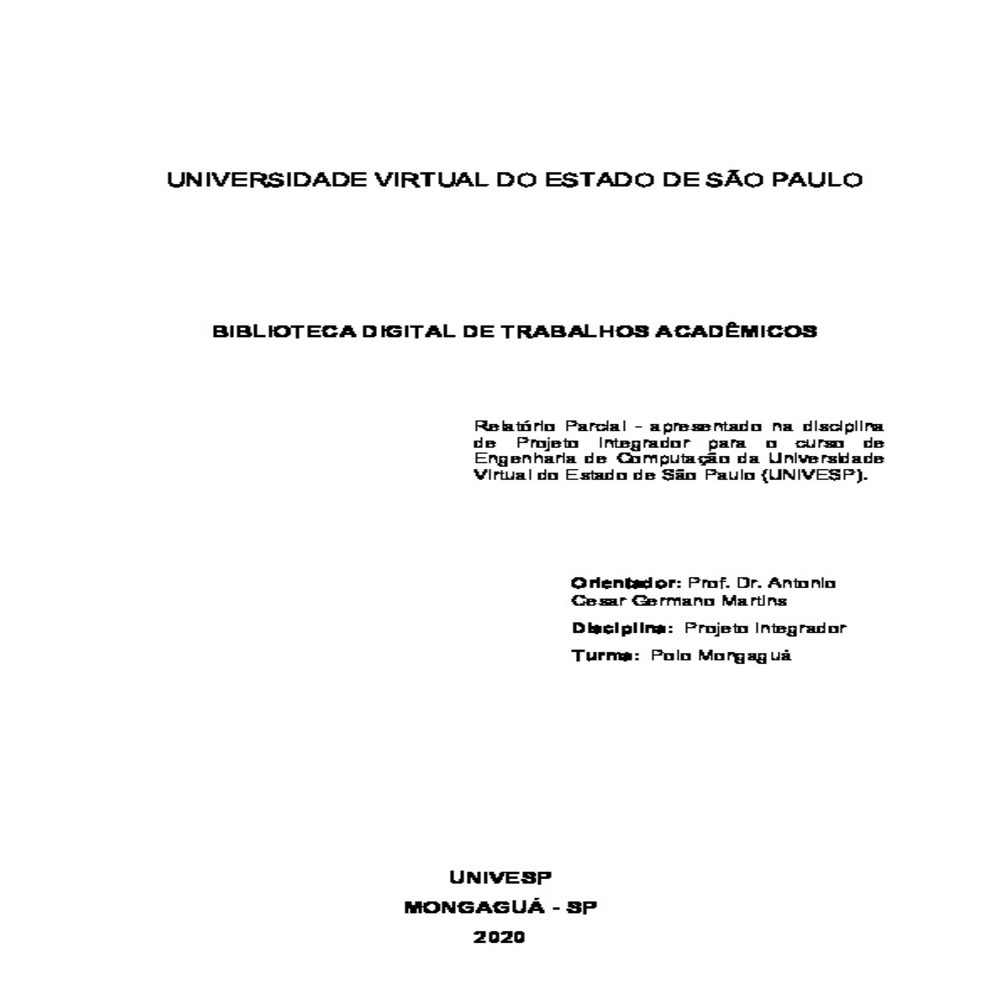 UNIVERSIDADE VIRTUAL DO ESTADO DE SÃO PAULO
BIBLIOTECA DIGITAL DE TRABALHOS ACADÊMICOS
Relatório Parcial - apresentado na disciplina
de Projeto Integrador para o curso de
Engenharia de Computação da Universidade
Virtual do Estado de São Paulo (UNIVESP).
Orientador: Prof. Dr. Antonio
Cesar Germano Martins
Disciplina: Projeto Integrador
Turma: Polo Mongaguá
UNIVESP
MONGAGUÁ - SP
2020